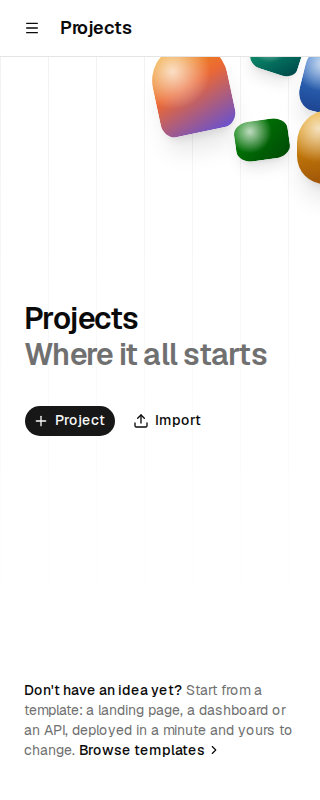 Projects
Projects
Where it all starts
Project
Import
Don't have an idea yet? Start from a
template: a landing page, a dashboard or
an API, deployed in a minute and yours to
change. Browse templates